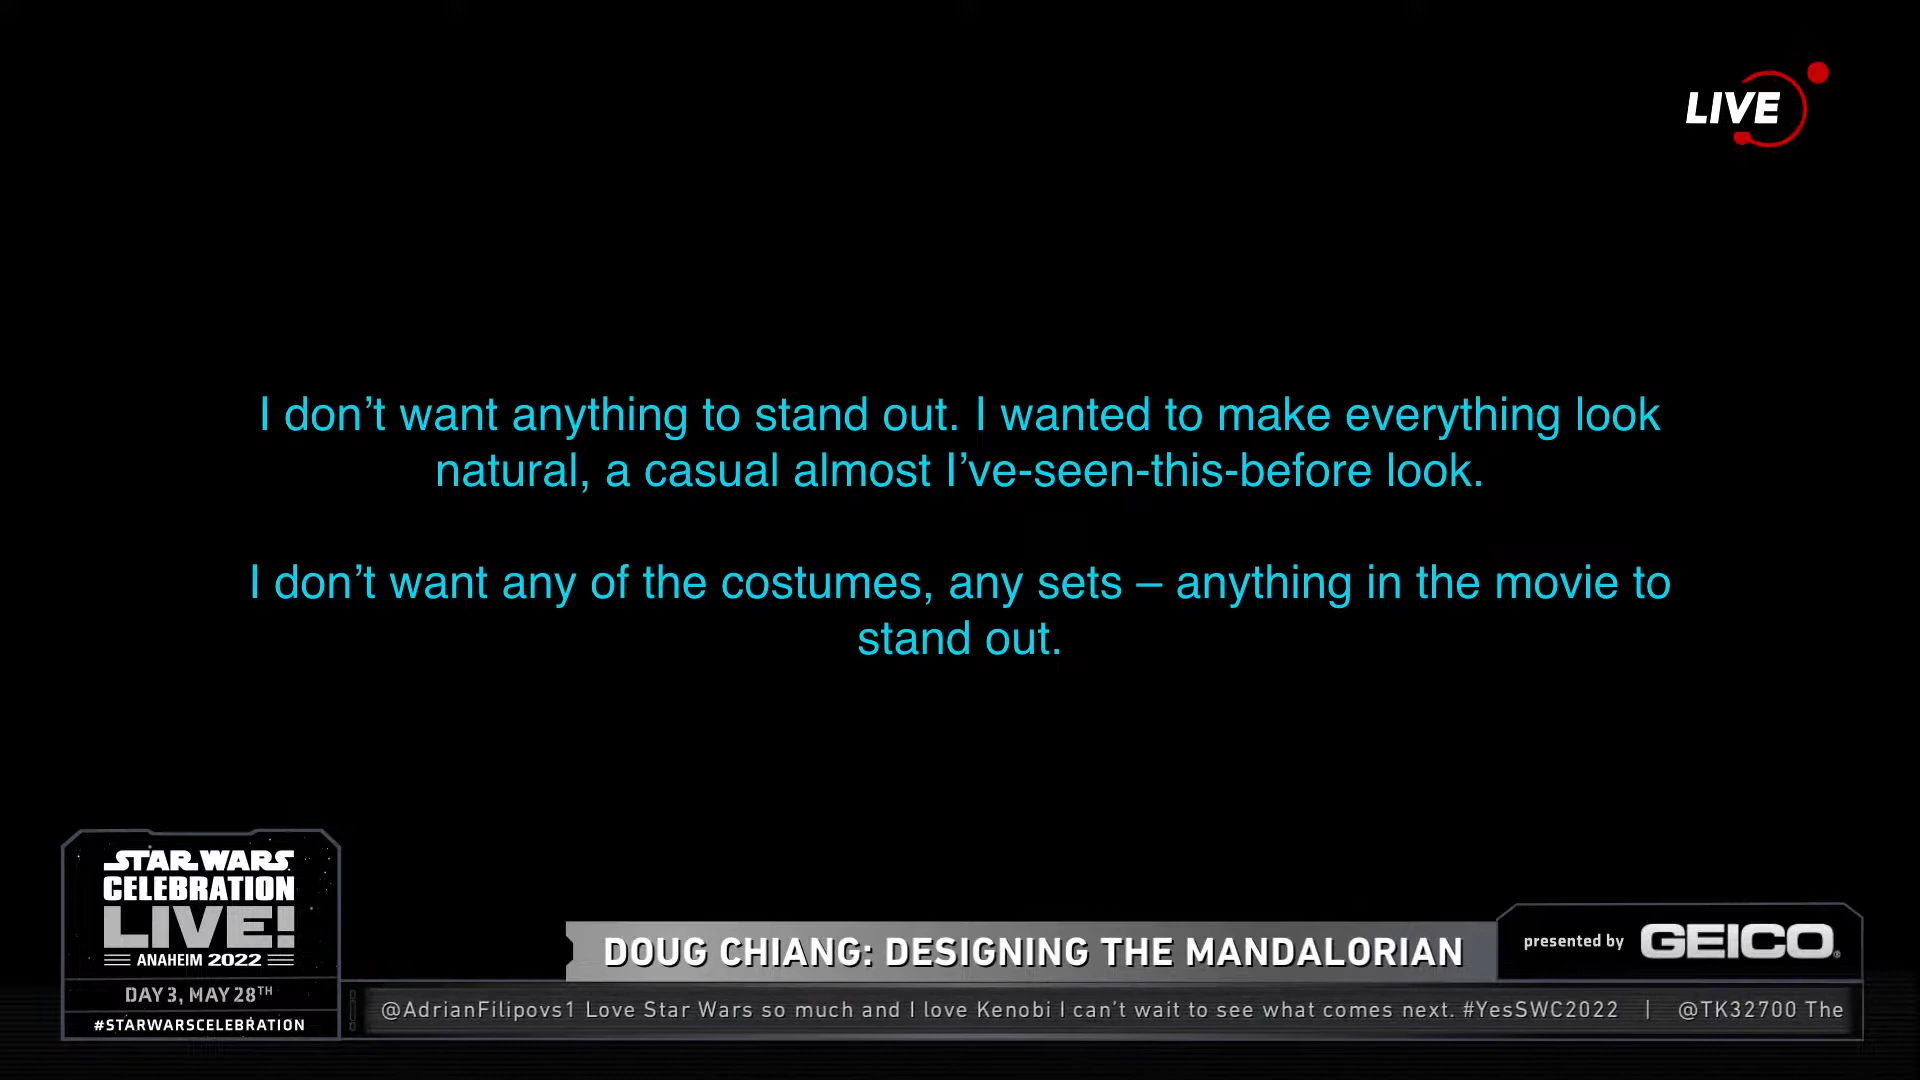 LIVE
I don’t want anything to stand out. I wanted to make everything look
natural, a casual almost I’ve-seen-this-before look.
I don’t want any of the costumes, any sets – anything in the movie to
stand out.
STAR WARS
CELEBRATION
LIVE!
ANAHEIM 2022
DAY 3, MAY 28TH
#STARWARSCELEBRATION
DOUG CHIANG: DESIGNING THE MANDALORIAN
presented by GEICO®
@AdrianFilipovs1 Love Star Wars so much and I love Kenobi I can’t wait to see what comes next. #YesSWC2022 | @TK32700 The